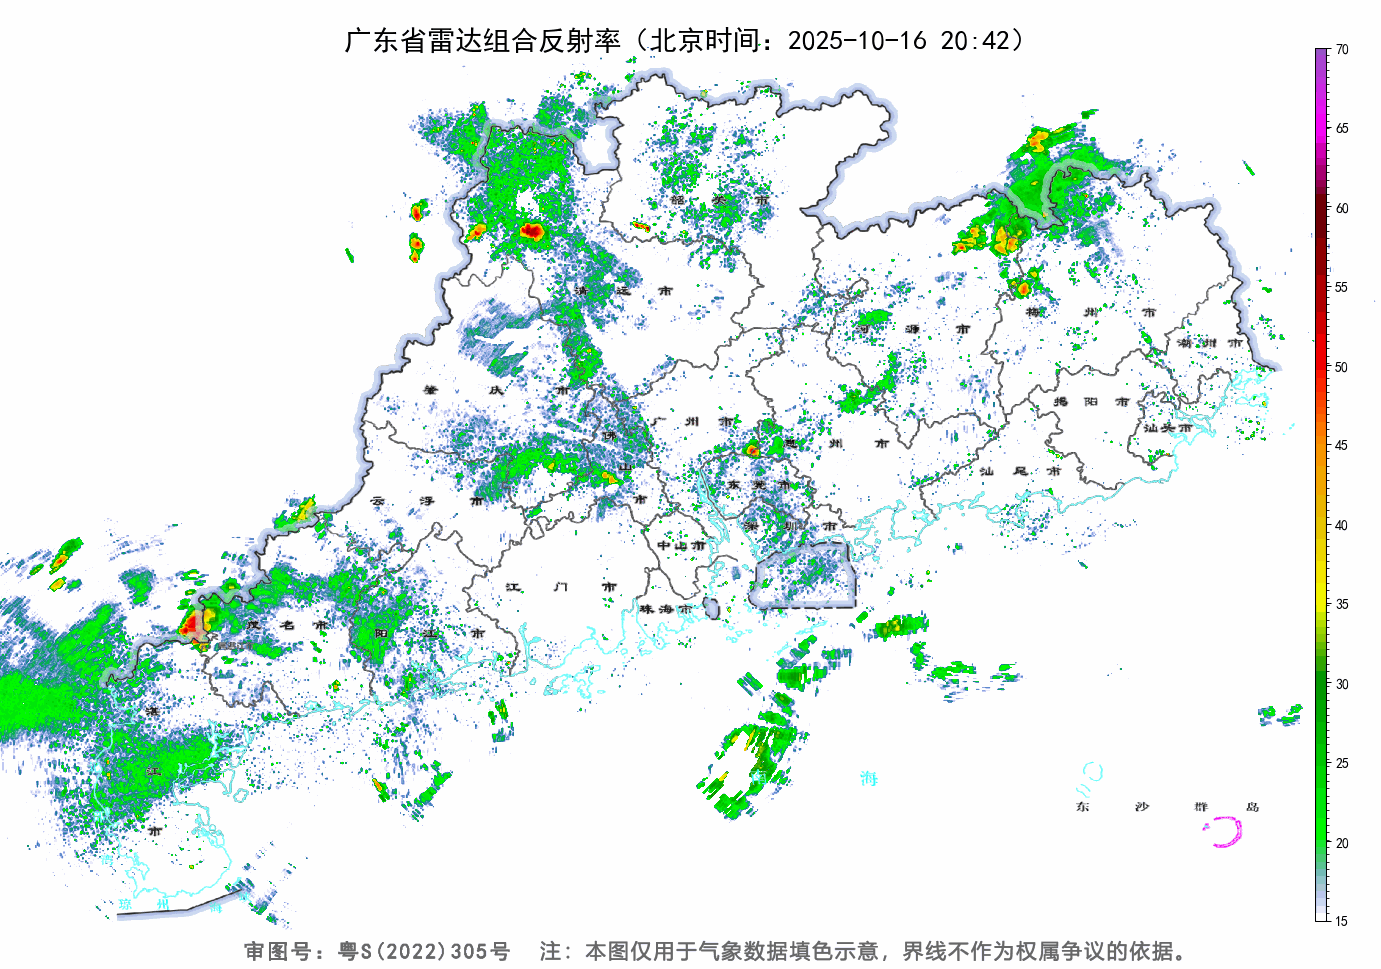 广东省雷达组合反射率（北京时间：2025-10-16 20:42）
70
65
60
55
50
45
40
35
30
25
20
15
韶关市
清远市
河源市
梅州市
潮州市
肇庆市
揭阳市
汕头市
广州市
佛山市
惠州市
汕尾市
云浮市
东莞市
深圳市
中山市
江门市
珠海市
茂名市
阳江市
湛江市
南海
东沙群岛
琼州海峡
审图号：粤S(2022)305号 注：本图仅用于气象数据填色示意，界线不作为权属争议的依据。